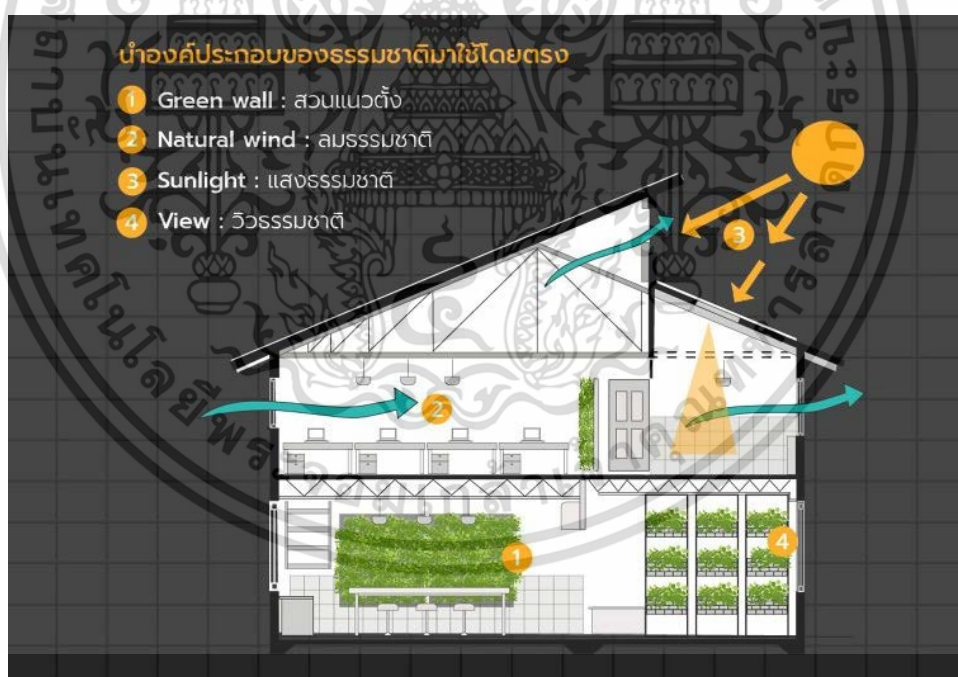 นำองค์ประกอบของธรรมชาติมาใช้โดยตรง
1 Green wall : สวนแนวตั้ง
2 Natural wind : ลมธรรมชาติ
3 Sunlight : แสงธรรมชาติ
4 View : วิวธรรมชาติ
3
2
4
1